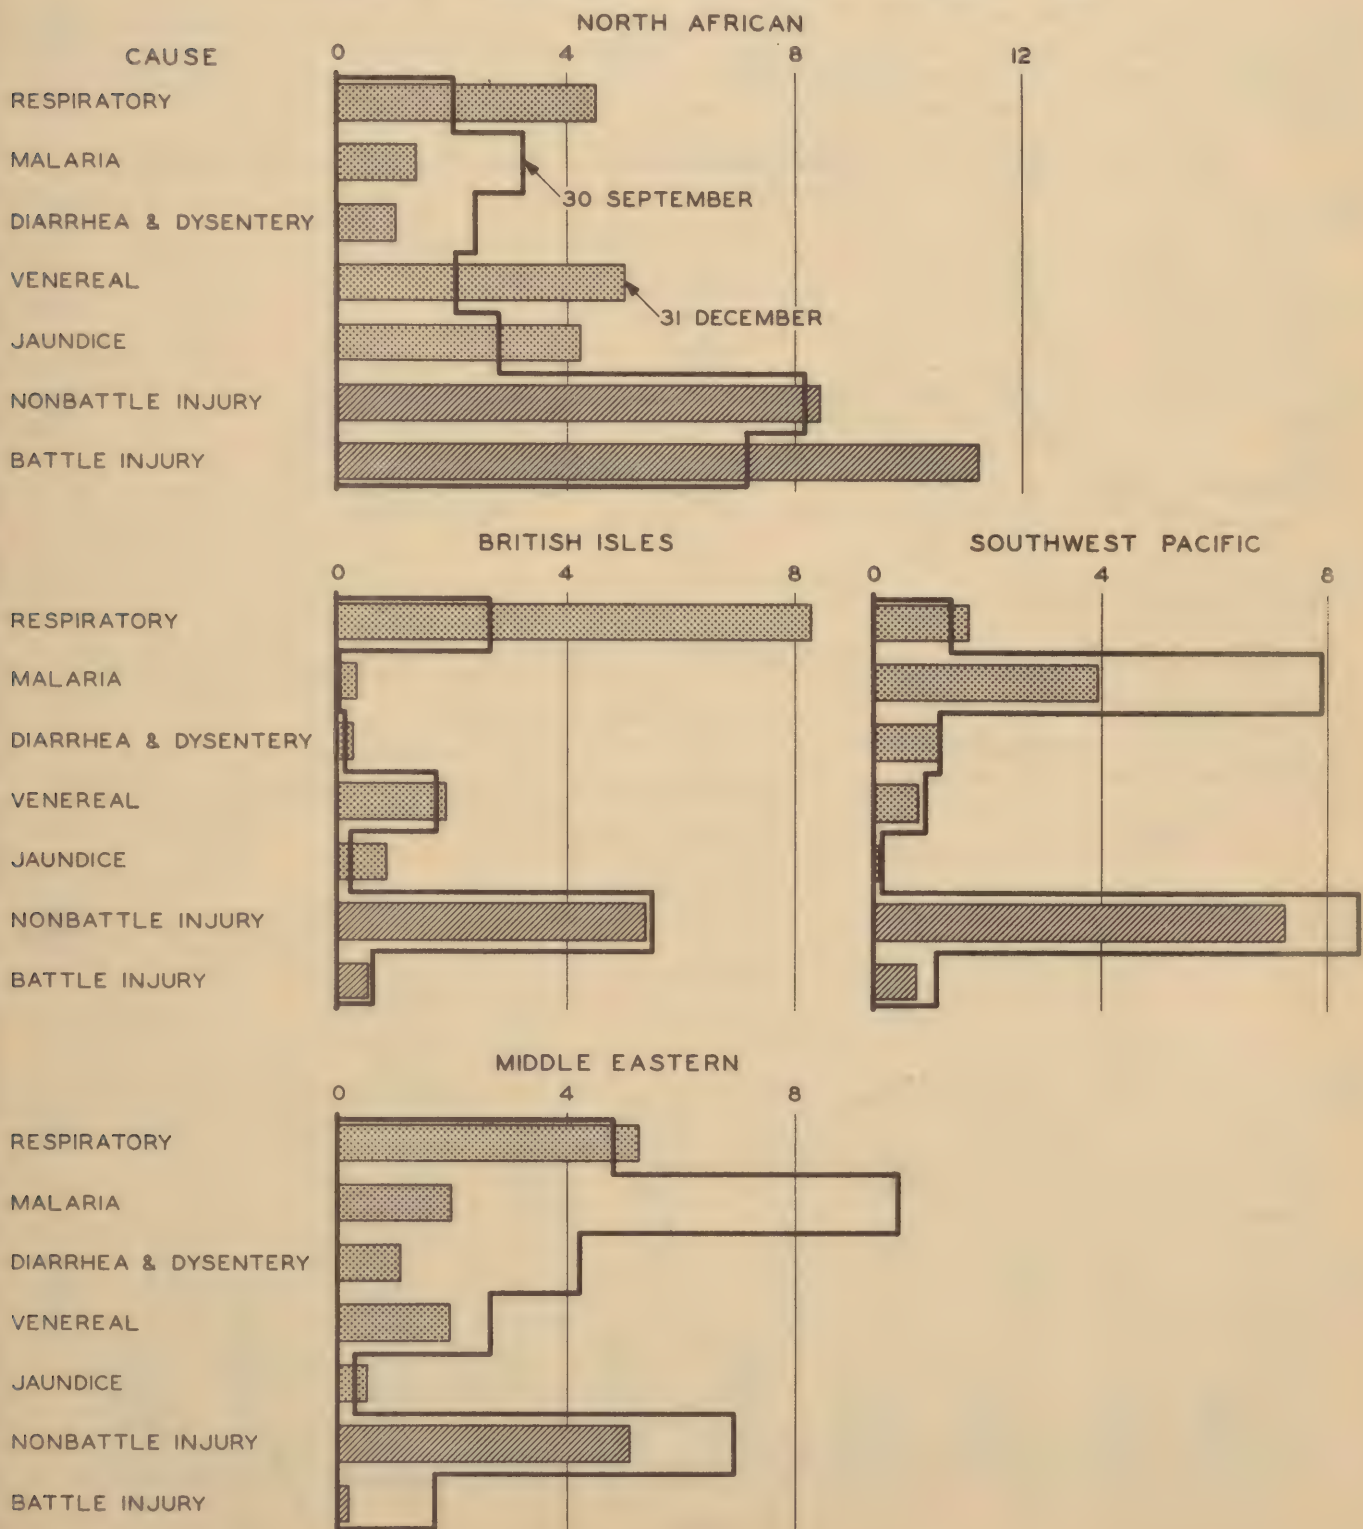 NORTH AFRICAN
CAUSE 0 4 8 12
RESPIRATORY
MALARIA
30 SEPTEMBER
DIARRHEA & DYSENTERY
VENEREAL
31 DECEMBER
JAUNDICE
NONBATTLE INJURY
BATTLE INJURY
BRITISH ISLES
0 4 8
SOUTHWEST PACIFIC
0 4 8
RESPIRATORY
MALARIA
DIARRHEA & DYSENTERY
VENEREAL
JAUNDICE
NONBATTLE INJURY
BATTLE INJURY
MIDDLE EASTERN
0 4 8
RESPIRATORY
MALARIA
DIARRHEA & DYSENTERY
VENEREAL
JAUNDICE
NONBATTLE INJURY
BATTLE INJURY